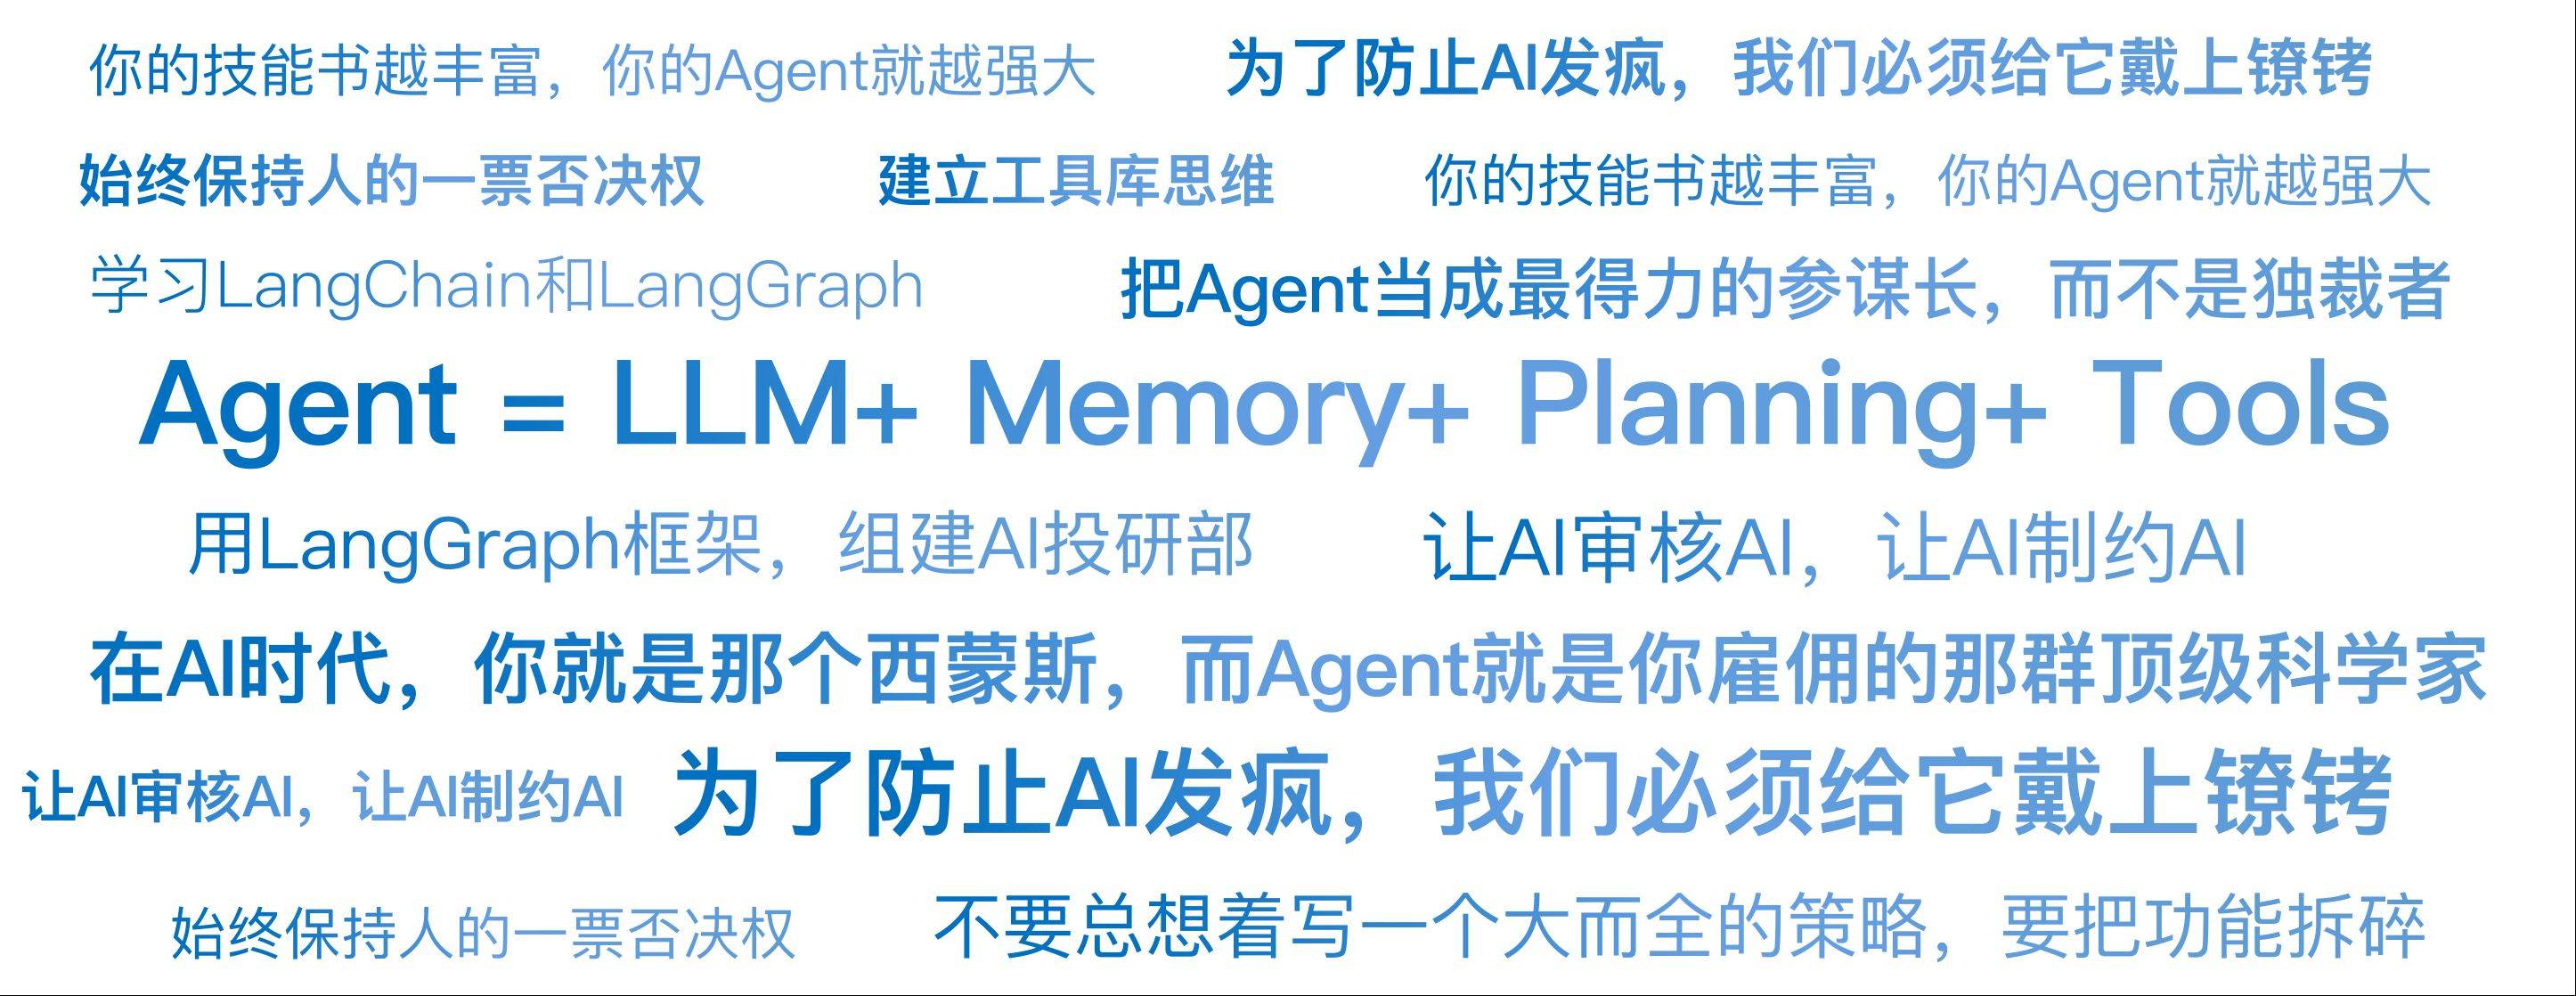 你的技能书越丰富，你的Agent就越强大
为了防止AI发疯，我们必须给它戴上镣铐
始终保持人的一票否决权
建立工具库思维
你的技能书越丰富，你的Agent就越强大
学习LangChain和LangGraph
把Agent当成最得力的参谋长，而不是独裁者
Agent = LLM+ Memory+ Planning+ Tools
用LangGraph框架，组建AI投研部
让AI审核AI，让AI制约AI
在AI时代，你就是那个西蒙斯，而Agent就是你雇佣的那群顶级科学家
让AI审核AI，让AI制约AI
为了防止AI发疯，我们必须给它戴上镣铐
始终保持人的一票否决权
不要总想着写一个大而全的策略，要把功能拆碎